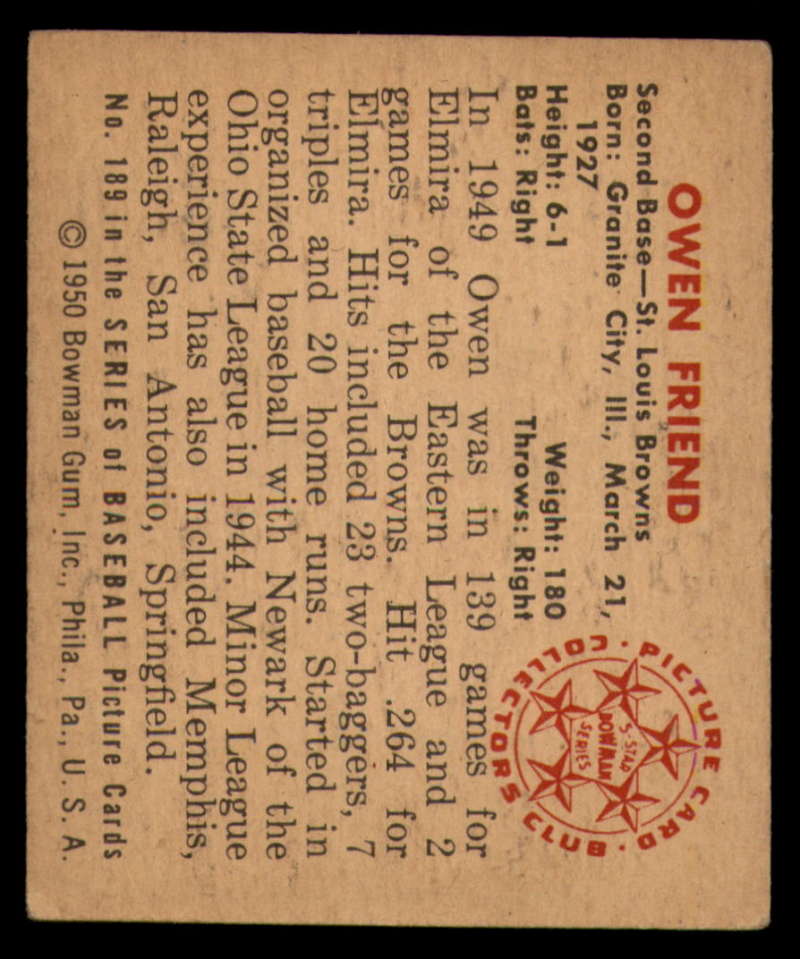 OWEN FRIEND
Second Base—St. Louis Browns
Born: Granite City, Ill., March 21,
1927
Height: 6-1 Weight: 180
Bats: Right Throws: Right
In 1949 Owen was in 139 games for
Elmira of the Eastern League and 2
games for the Browns. Hit .264 for
Elmira. Hits included 23 two-baggers, 7
triples and 20 home runs. Started in
organized baseball with Newark of the
Ohio State League in 1944. Minor League
experience has also included Memphis,
Raleigh, San Antonio, Springfield.
No. 189 in the SERIES of BASEBALL Picture Cards
© 1950 Bowman Gum, Inc., Phila., Pa., U. S. A.
PICTURE CARD · COLLECTORS CLUB ·
5-STAR
BOWMAN
SERIES